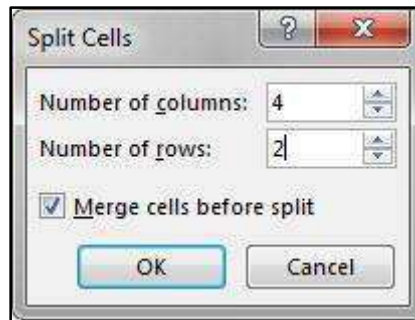 Split Cells
Number of columns: 4
Number of rows: 2
Merge cells before split
OK Cancel